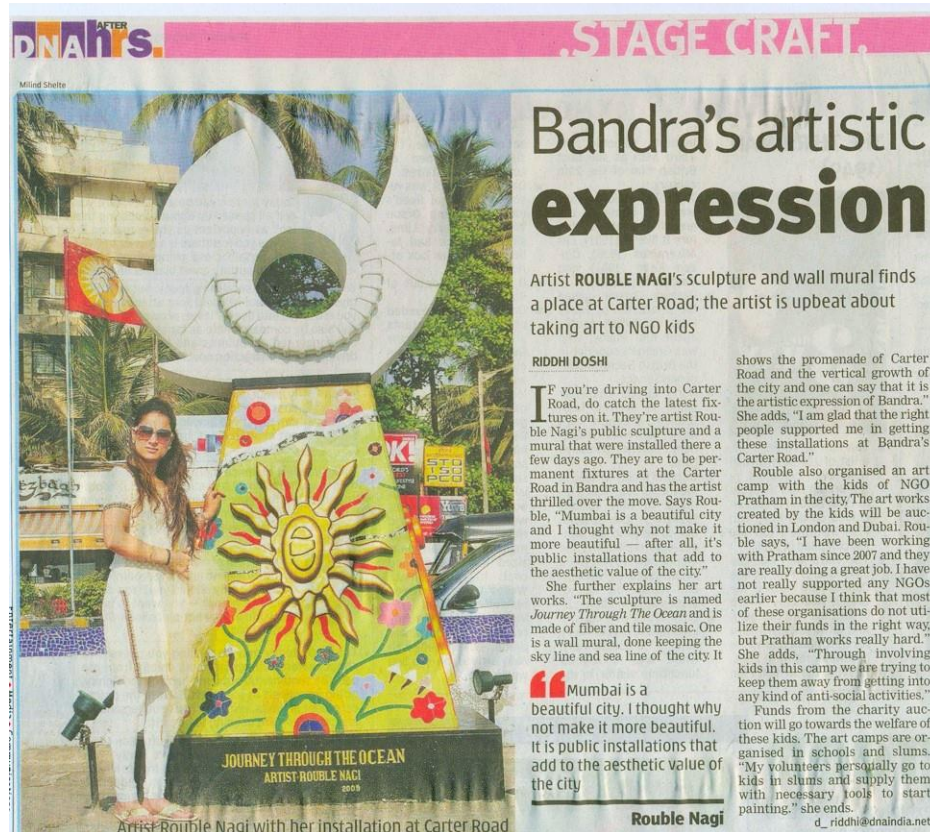 DNA AFTER hrs.
.STAGE CRAFT.
Milind Shelte
Bandra's artistic
expression
Artist ROUBLE NAGI's sculpture and wall mural finds
a place at Carter Road; the artist is upbeat about
taking art to NGO kids
RIDDHI DOSHI
IF you're driving into Carter
Road, do catch the latest fix-
tures on it. They're artist Rou-
ble Nagi's public sculpture and a
mural that were installed there a
few days ago. They are to be per-
manent fixtures at the Carter
Road in Bandra and has the artist
thrilled over the move. Says Rou-
ble, "Mumbai is a beautiful city
and I thought why not make it
more beautiful — after all, it's
public installations that add to
the aesthetic value of the city."
She further explains her art
works. "The sculpture is named
Journey Through The Ocean and is
made of fiber and tile mosaic. One
is a wall mural, done keeping the
sky line and sea line of the city. It
shows the promenade of Carter
Road and the vertical growth of
the city and one can say that it is
the artistic expression of Bandra."
She adds, "I am glad that the right
people supported me in getting
these installations at Bandra's
Carter Road."
Rouble also organised an art
camp with the kids of NGO
Pratham in the city. The art works
created by the kids will be auc-
tioned in London and Dubai. Rou-
ble says, "I have been working
with Pratham since 2007 and they
are really doing a great job. I have
not really supported any NGOs
earlier because I think that most
of these organisations do not uti-
lize their funds in the right way,
but Pratham works really hard."
She adds, "Through involving
kids in this camp we are trying to
keep them away from getting into
any kind of anti-social activities."
Funds from the charity auc-
tion will go towards the welfare of
these kids. The art camps are or-
ganised in schools and slums.
"My volunteers personally go to
kids in slums and supply them
with necessary tools to start
painting." she ends.
d_riddhi@dnaindia.net
“Mumbai is a
beautiful city. I thought why
not make it more beautiful.
It is public installations that
add to the aesthetic value of
the city
Rouble Nagi
JOURNEY THROUGH THE OCEAN
ARTIST-ROUBLE NAGI
2009
Artist Rouble Nagi with her installation at Carter Road